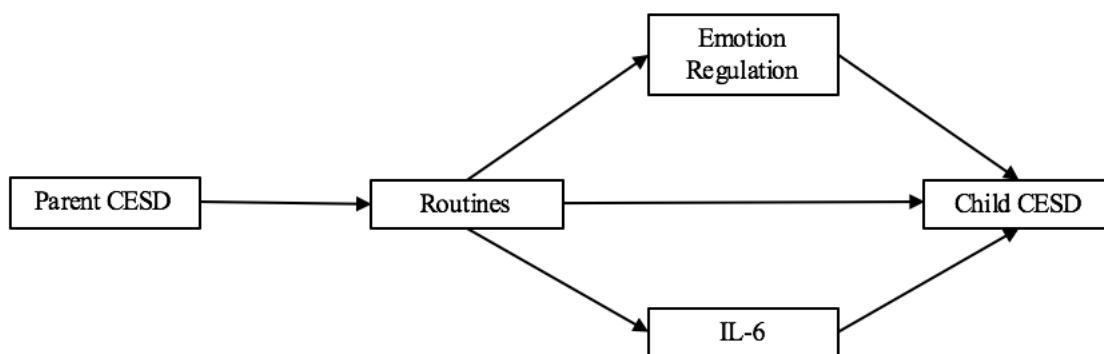 Emotion
Regulation
Parent CESD
Routines
Child CESD
IL-6